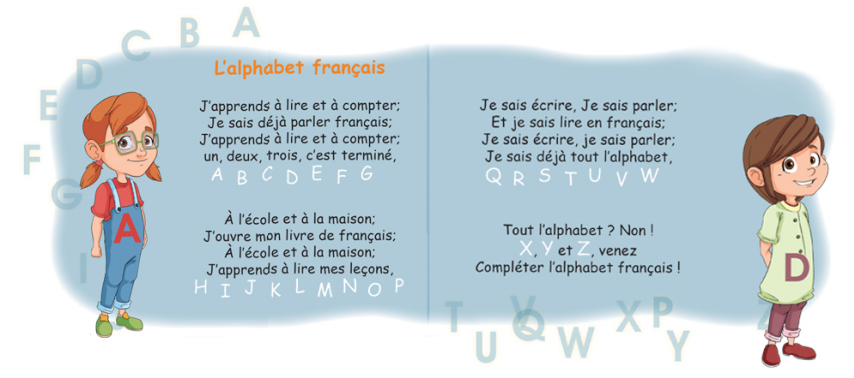 A
B
C
D
E
F
G
I
L'alphabet français
J'apprends à lire et à compter;
Je sais déjà parler français;
J'apprends à lire et à compter;
un, deux, trois, c'est terminé,
A B C D E F G
À l'école et à la maison;
J'ouvre mon livre de français;
À l'école et à la maison;
J'apprends à lire mes leçons,
H I J K L M N O P
A
Je sais écrire, Je sais parler;
Et je sais lire en français;
Je sais écrire, je sais parler;
Je sais déjà tout l'alphabet,
Q R S T U V W
Tout l'alphabet ? Non !
X, Y et Z, venez
Compléter l'alphabet français !
D
T U V Q W X P Y Z